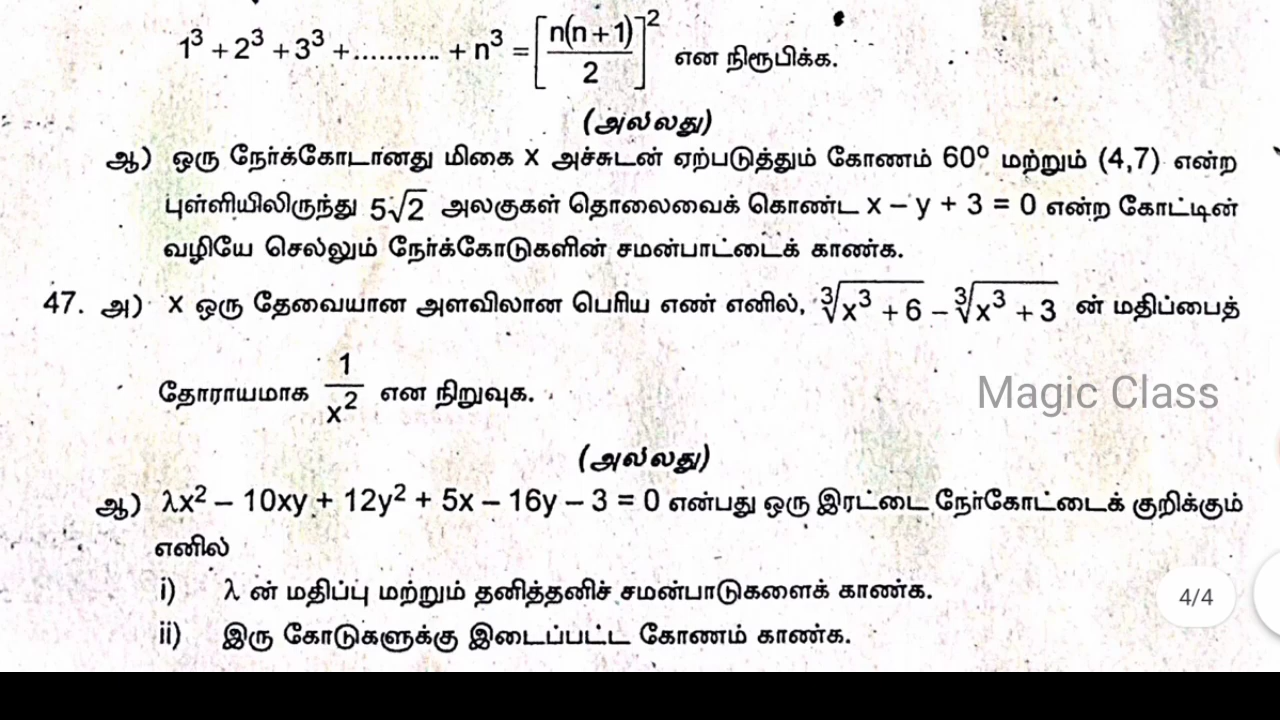 1³ + 2³ + 3³ + ........... + n³ = [n(n + 1)/2]² என நிரூபிக்க.
(அல்லது)
ஆ) ஒரு நேர்க்கோடானது மிகை x அச்சுடன் ஏற்படுத்தும் கோணம் 60⁰ மற்றும் (4,7) என்ற
புள்ளியிலிருந்து 5√2 அலகுகள் தொலைவைக் கொண்ட x – y + 3 = 0 என்ற கோட்டின்
வழியே செல்லும் நேர்க்கோடுகளின் சமன்பாட்டைக் காண்க.
47. அ) x ஒரு தேவையான அளவிலான பெரிய எண் எனில், ∛(x³ + 6) – ∛(x³ + 3) ன் மதிப்பைத்
தோராயமாக 1/x² என நிறுவுக.
Magic Class
(அல்லது)
ஆ) λx² – 10xy + 12y² + 5x – 16y – 3 = 0 என்பது ஒரு இரட்டை நேர்கோட்டைக் குறிக்கும்
எனில்
i) λ ன் மதிப்பு மற்றும் தனித்தனிச் சமன்பாடுகளைக் காண்க.
4/4
ii) இரு கோடுகளுக்கு இடைப்பட்ட கோணம் காண்க.